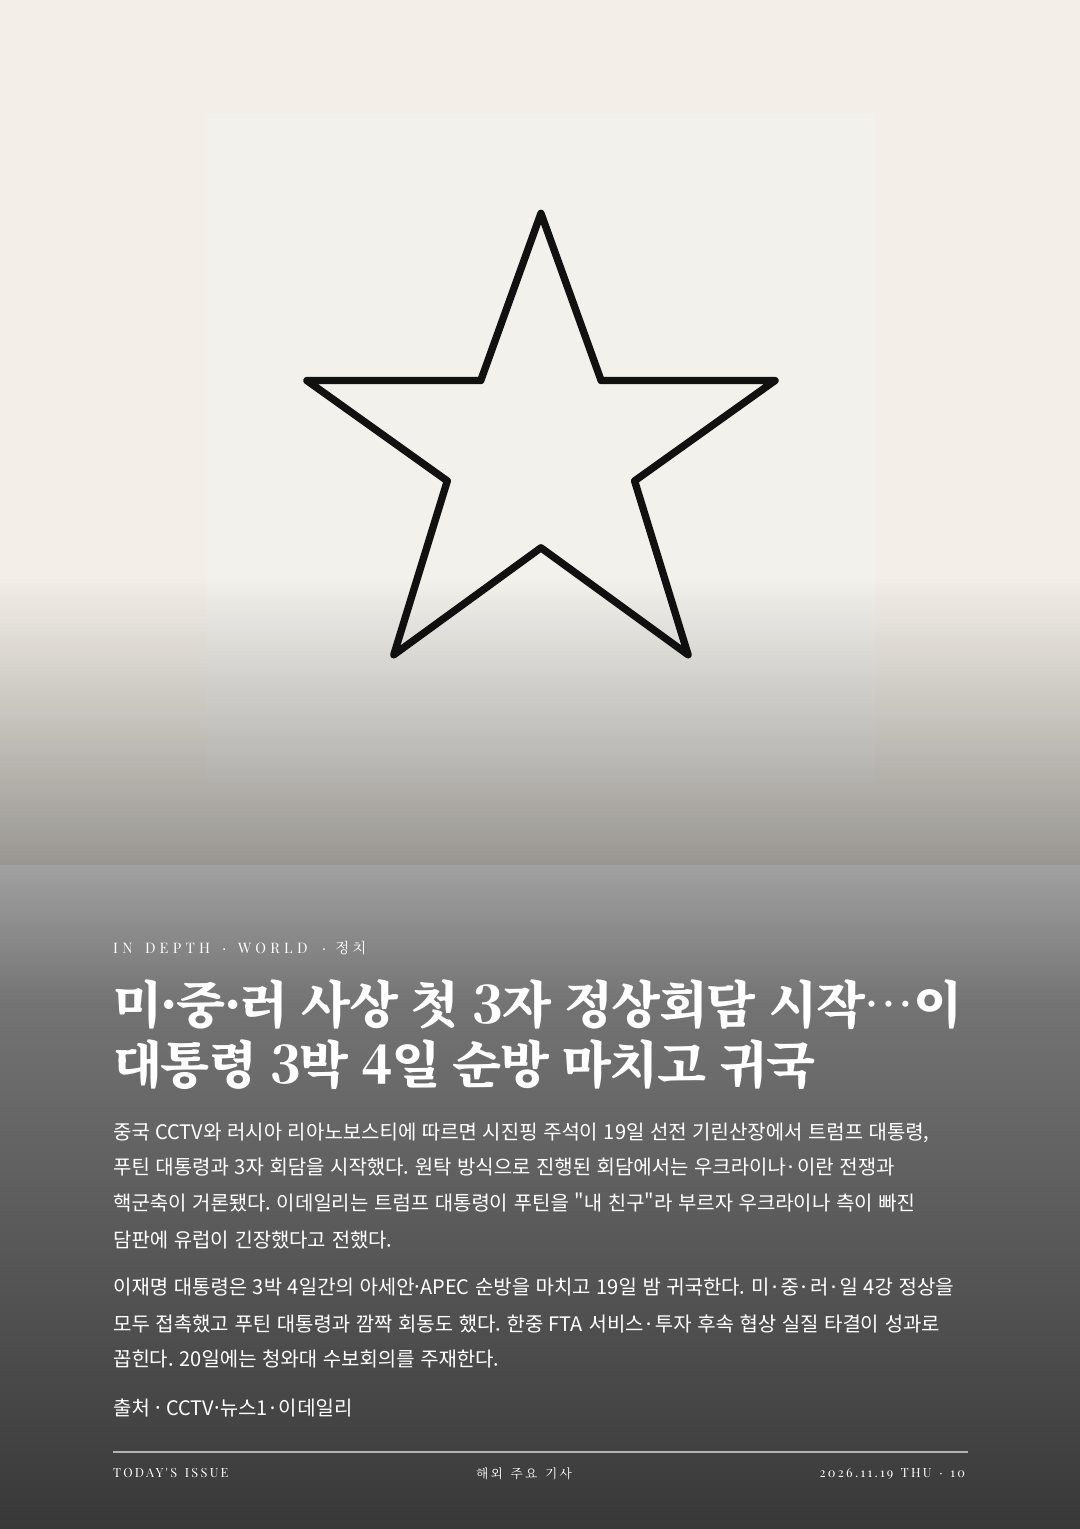 IN DEPTH · WORLD · 정치
미·중·러 사상 첫 3자 정상회담 시작…이
대통령 3박 4일 순방 마치고 귀국
중국 CCTV와 러시아 리아노보스티에 따르면 시진핑 주석이 19일 선전 기린산장에서 트럼프 대통령,
푸틴 대통령과 3자 회담을 시작했다. 원탁 방식으로 진행된 회담에서는 우크라이나·이란 전쟁과
핵군축이 거론됐다. 이데일리는 트럼프 대통령이 푸틴을 "내 친구"라 부르자 우크라이나 측이 빠진
담판에 유럽이 긴장했다고 전했다.
이재명 대통령은 3박 4일간의 아세안·APEC 순방을 마치고 19일 밤 귀국한다. 미·중·러·일 4강 정상을
모두 접촉했고 푸틴 대통령과 깜짝 회동도 했다. 한중 FTA 서비스·투자 후속 협상 실질 타결이 성과로
꼽힌다. 20일에는 청와대 수보회의를 주재한다.
출처 · CCTV·뉴스1·이데일리
TODAY'S ISSUE
해외 주요 기사
2026.11.19 THU · 10